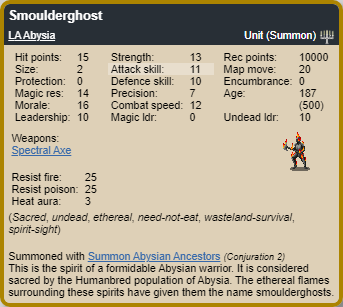 Smoulderghost
LA Abysia Unit (Summon)
Hit points: 15 Strength: 13 Rec points: 10000
Size: 2 Attack skill: 11 Map move: 20
Protection: 0 Defence skill: 10 Encumbrance: 0
Magic res: 14 Precision: 7 Age: 187
Morale: 16 Combat speed: 12 (500)
Leadership: 10 Magic ldr: 0 Undead ldr: 10
Weapons:
Spectral Axe
Resist fire: 25
Resist poison: 25
Heat aura: 3
(Sacred, undead, ethereal, need-not-eat, wasteland-survival,
spirit-sight)
Summoned with Summon Abysian Ancestors (Conjuration 2)
This is the spirit of a formidable Abysian warrior. It is considered
sacred by the Humanbred population of Abysia. The ethereal flames
surrounding these spirits have given them the name smoulderghosts.